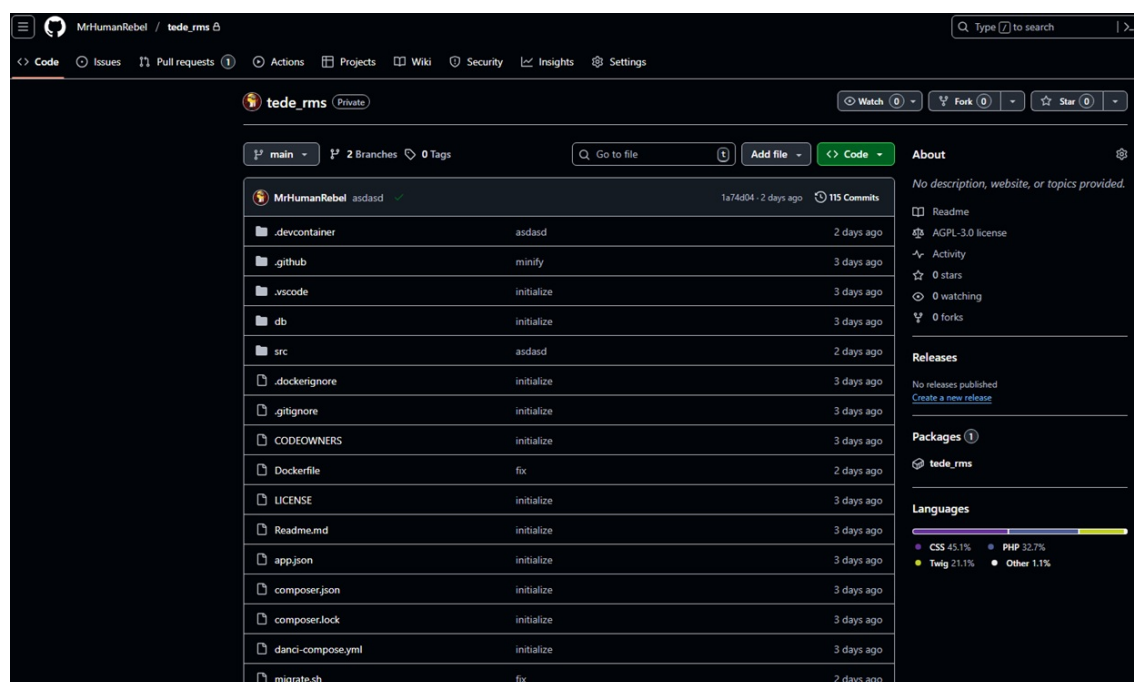 MrHumanRebel / tede_rms
Type / to search
Code Issues Pull requests 1 Actions Projects Wiki Security Insights Settings
tede_rms Private
Watch 0 Fork 0 Star 0
main 2 Branches 0 Tags Go to file t Add file Code
MrHumanRebel asdasd 1a74d04 · 2 days ago 115 Commits
.devcontainer asdasd 2 days ago
.github minify 3 days ago
.vscode initialize 3 days ago
db initialize 3 days ago
src asdasd 2 days ago
.dockerignore initialize 3 days ago
.gitignore initialize 3 days ago
CODEOWNERS initialize 3 days ago
Dockerfile fix 2 days ago
LICENSE initialize 3 days ago
Readme.md initialize 3 days ago
app.json initialize 3 days ago
composer.json initialize 3 days ago
composer.lock initialize 3 days ago
danci-compose.yml initialize 3 days ago
migrate.sh fix 2 days ago
About
No description, website, or topics provided.
Readme
AGPL-3.0 license
Activity
0 stars
0 watching
0 forks
Releases
No releases published
Create a new release
Packages 1
tede_rms
Languages
CSS 45.1% PHP 32.7%
Twig 21.1% Other 1.1%